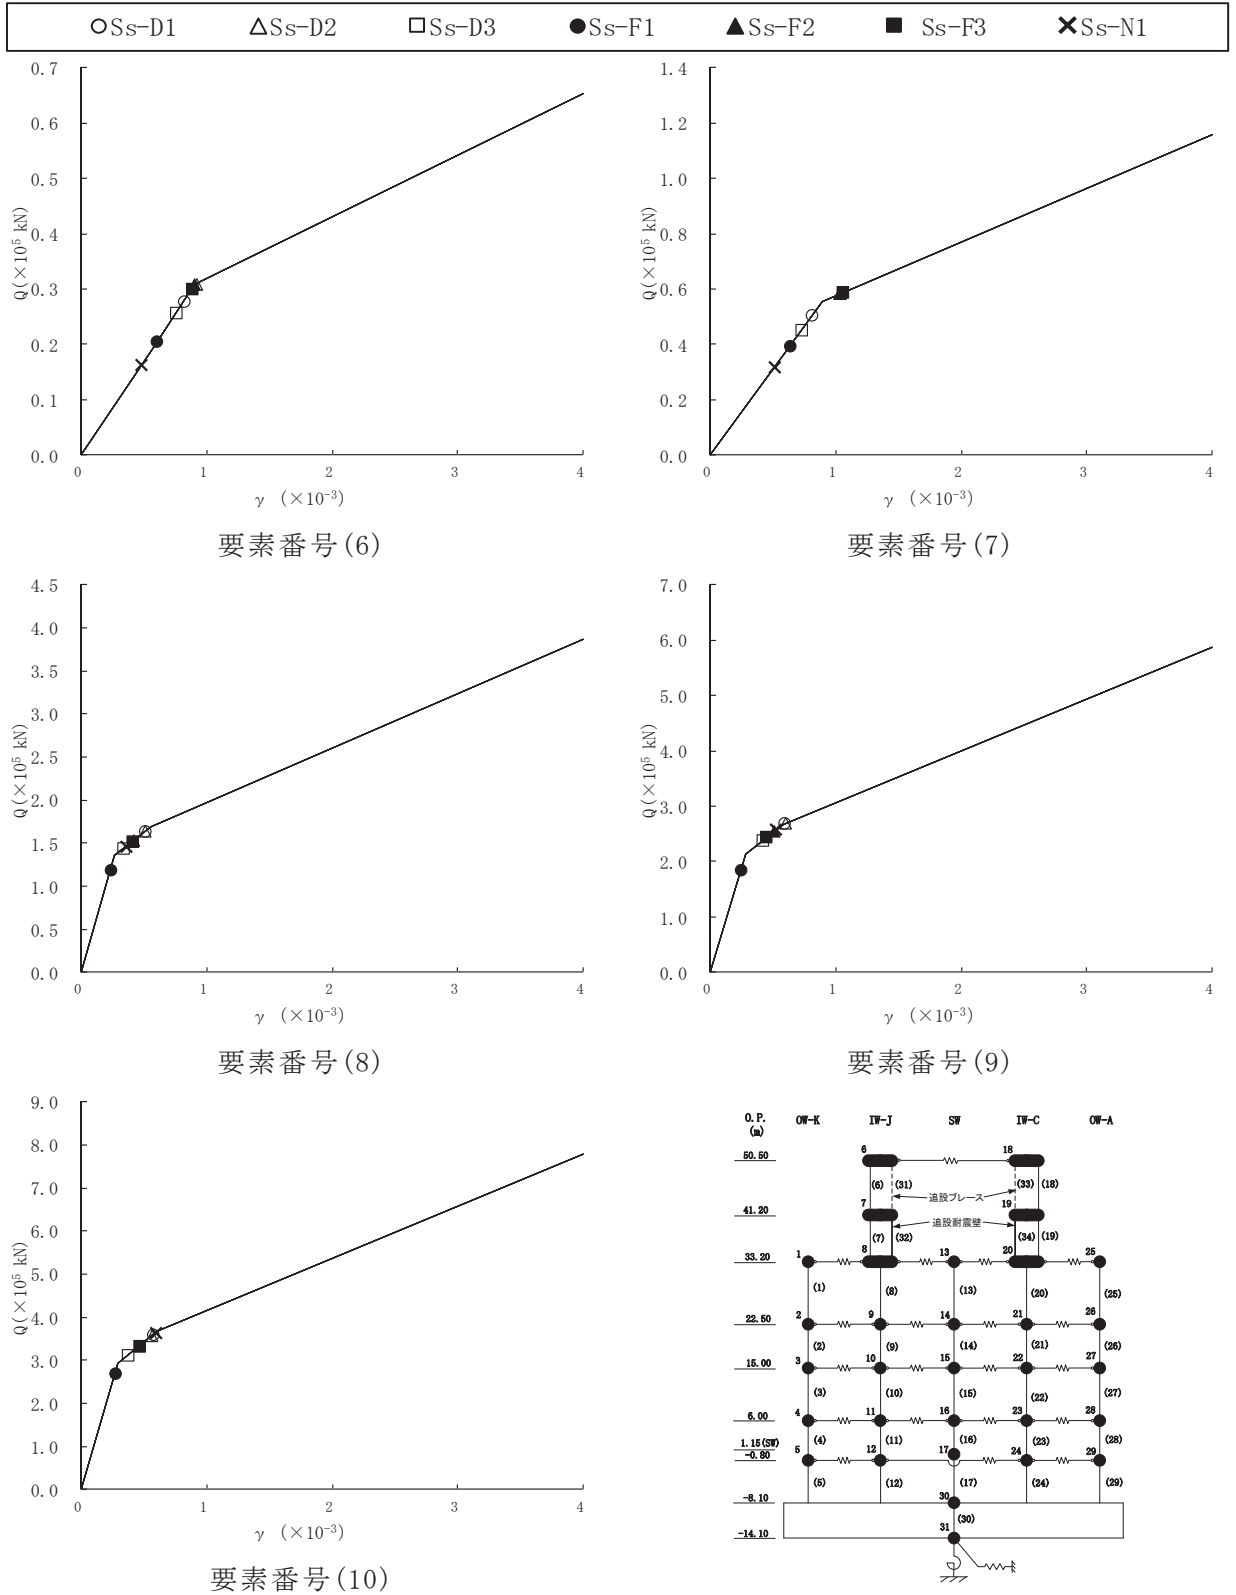 Ss-D1 Ss-D2 Ss-D3 Ss-F1 Ss-F2 Ss-F3 Ss-N1
0.7
0.6
0.5
0.4
0.3
0.2
0.1
0.0
Q(×10⁵ kN)
0 1 2 3 4
γ (×10⁻³)
要素番号(6)
1.4
1.2
1.0
0.8
0.6
0.4
0.2
0.0
Q(×10⁵ kN)
0 1 2 3 4
γ (×10⁻³)
要素番号(7)
4.5
4.0
3.5
3.0
2.5
2.0
1.5
1.0
0.5
0.0
Q(×10⁵ kN)
0 1 2 3 4
γ (×10⁻³)
要素番号(8)
7.0
6.0
5.0
4.0
3.0
2.0
1.0
0.0
Q(×10⁵ kN)
0 1 2 3 4
γ (×10⁻³)
要素番号(9)
9.0
8.0
7.0
6.0
5.0
4.0
3.0
2.0
1.0
0.0
Q(×10⁵ kN)
0 1 2 3 4
γ (×10⁻³)
要素番号(10)
O.P. OW-K IW-J SW IW-C OW-A
(m)
50.50 6 18
(6) (31) (33) (18)
追設ブレース
41.20 7 19
追設耐震壁
(7) (32) (34) (19)
33.20 1 8 13 20 25
(1) (8) (13) (20) (25)
22.50 2 9 14 21 26
(2) (9) (14) (21) (26)
15.00 3 10 15 22 27
(3) (10) (15) (22) (27)
6.00 4 11 16 23 28
(4) (11) (16) (23) (28)
1.15(SW) 17
-0.80 5 12 24 29
(5) (12) (17) (24) (29)
-8.10 30
(30)
-14.10 31